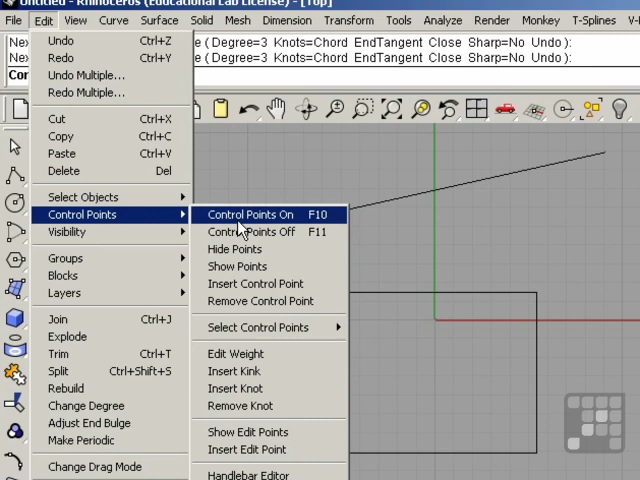 Untitled - Rhinoceros (Educational Lab License) - [Top]
File Edit View Curve Surface Solid Mesh Dimension Transform Tools Analyze Render Monkey T-Splines V-
Nex e ( Degree=3 Knots=Chord EndTangent Close Sharp=No Undo ):
Nex e ( Degree=3 Knots=Chord EndTangent Close Sharp=No Undo ):
Cor
Undo Ctrl+Z
Redo Ctrl+Y
Undo Multiple...
Redo Multiple...
Cut Ctrl+X
Copy Ctrl+C
Paste Ctrl+V
Delete Del
Select Objects
Control Points
Visibility
Groups
Blocks
Layers
Join Ctrl+J
Explode
Trim Ctrl+T
Split Ctrl+Shift+S
Rebuild
Change Degree
Adjust End Bulge
Make Periodic
Change Drag Mode
Control Points On F10
Control Points Off F11
Hide Points
Show Points
Insert Control Point
Remove Control Point
Select Control Points
Edit Weight
Insert Kink
Insert Knot
Remove Knot
Show Edit Points
Insert Edit Point
Handlebar Editor